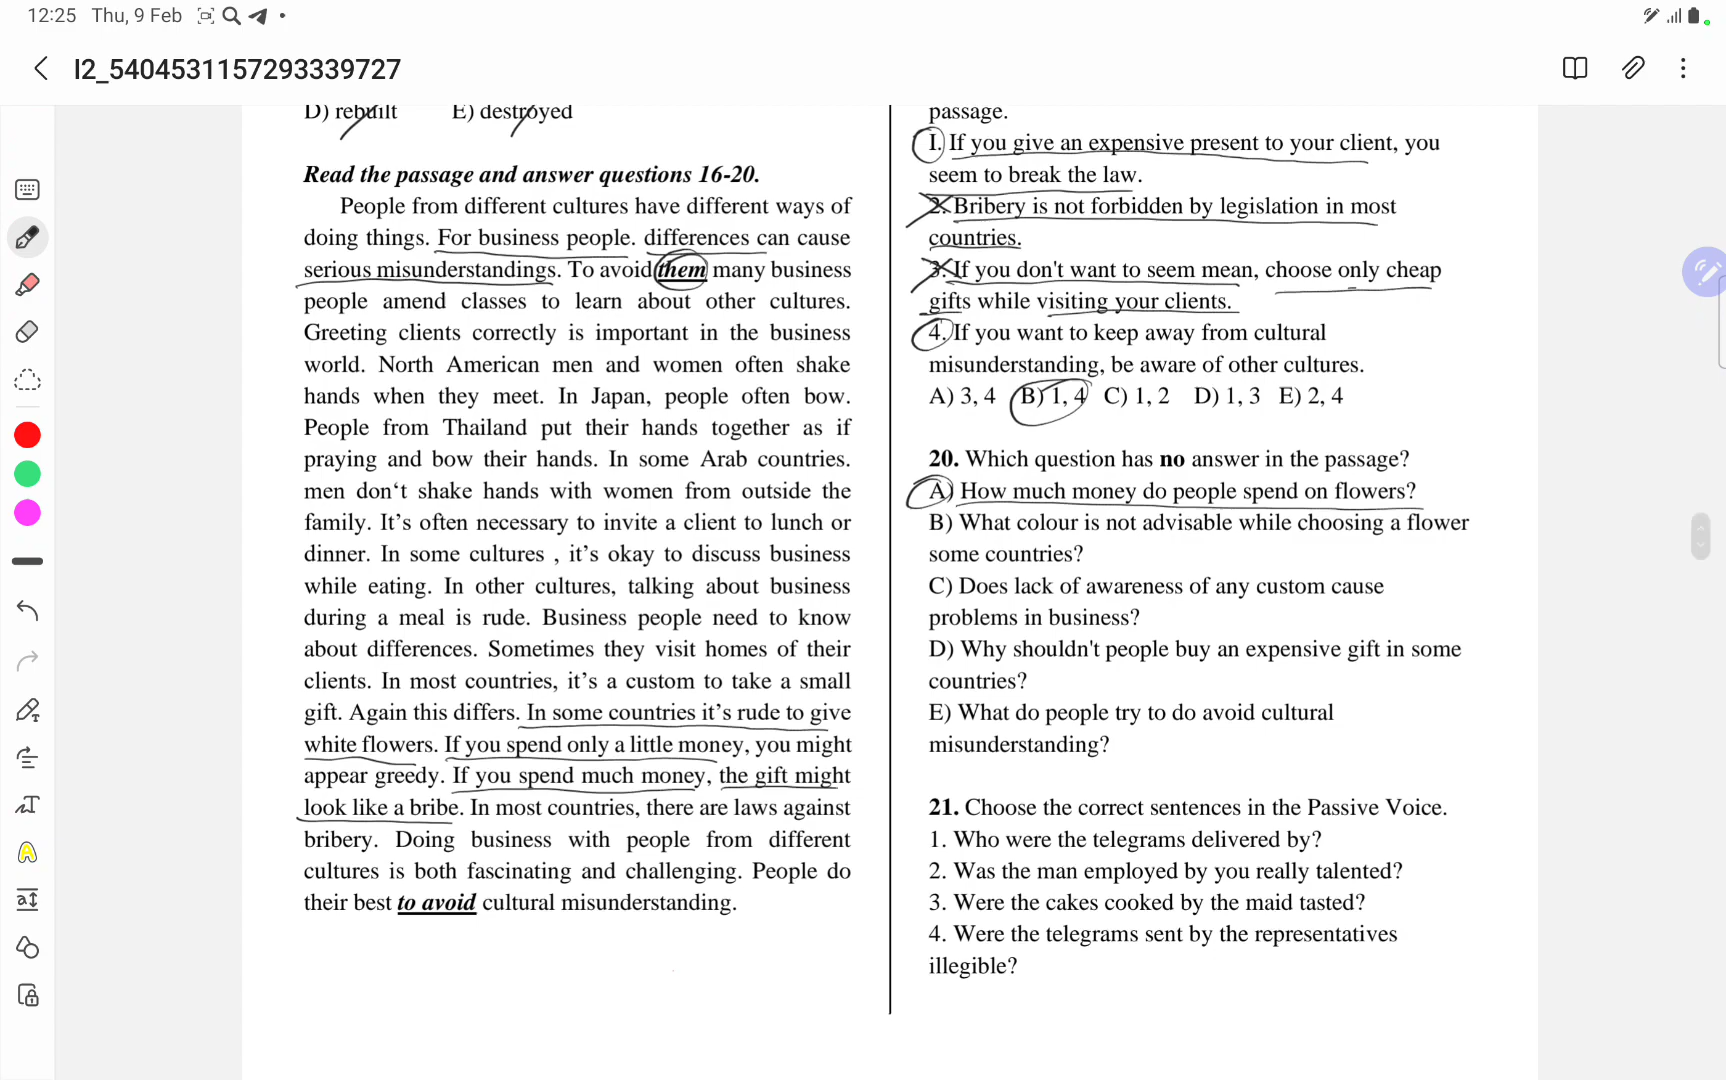 12:25 Thu, 9 Feb
I2_5404531157293339727
D) rebuilt E) destroyed
Read the passage and answer questions 16-20.
People from different cultures have different ways of
doing things. For business people. differences can cause
serious misunderstandings. To avoid them many business
people amend classes to learn about other cultures.
Greeting clients correctly is important in the business
world. North American men and women often shake
hands when they meet. In Japan, people often bow.
People from Thailand put their hands together as if
praying and bow their hands. In some Arab countries.
men don‘t shake hands with women from outside the
family. It’s often necessary to invite a client to lunch or
dinner. In some cultures , it’s okay to discuss business
while eating. In other cultures, talking about business
during a meal is rude. Business people need to know
about differences. Sometimes they visit homes of their
clients. In most countries, it’s a custom to take a small
gift. Again this differs. In some countries it’s rude to give
white flowers. If you spend only a little money, you might
appear greedy. If you spend much money, the gift might
look like a bribe. In most countries, there are laws against
bribery. Doing business with people from different
cultures is both fascinating and challenging. People do
their best to avoid cultural misunderstanding.
passage.
I. If you give an expensive present to your client, you
seem to break the law.
2. Bribery is not forbidden by legislation in most
countries.
3. If you don't want to seem mean, choose only cheap
gifts while visiting your clients.
4. If you want to keep away from cultural
misunderstanding, be aware of other cultures.
A) 3, 4 B) 1, 4 C) 1, 2 D) 1, 3 E) 2, 4
20. Which question has no answer in the passage?
A) How much money do people spend on flowers?
B) What colour is not advisable while choosing a flower
some countries?
C) Does lack of awareness of any custom cause
problems in business?
D) Why shouldn't people buy an expensive gift in some
countries?
E) What do people try to do avoid cultural
misunderstanding?
21. Choose the correct sentences in the Passive Voice.
1. Who were the telegrams delivered by?
2. Was the man employed by you really talented?
3. Were the cakes cooked by the maid tasted?
4. Were the telegrams sent by the representatives
illegible?